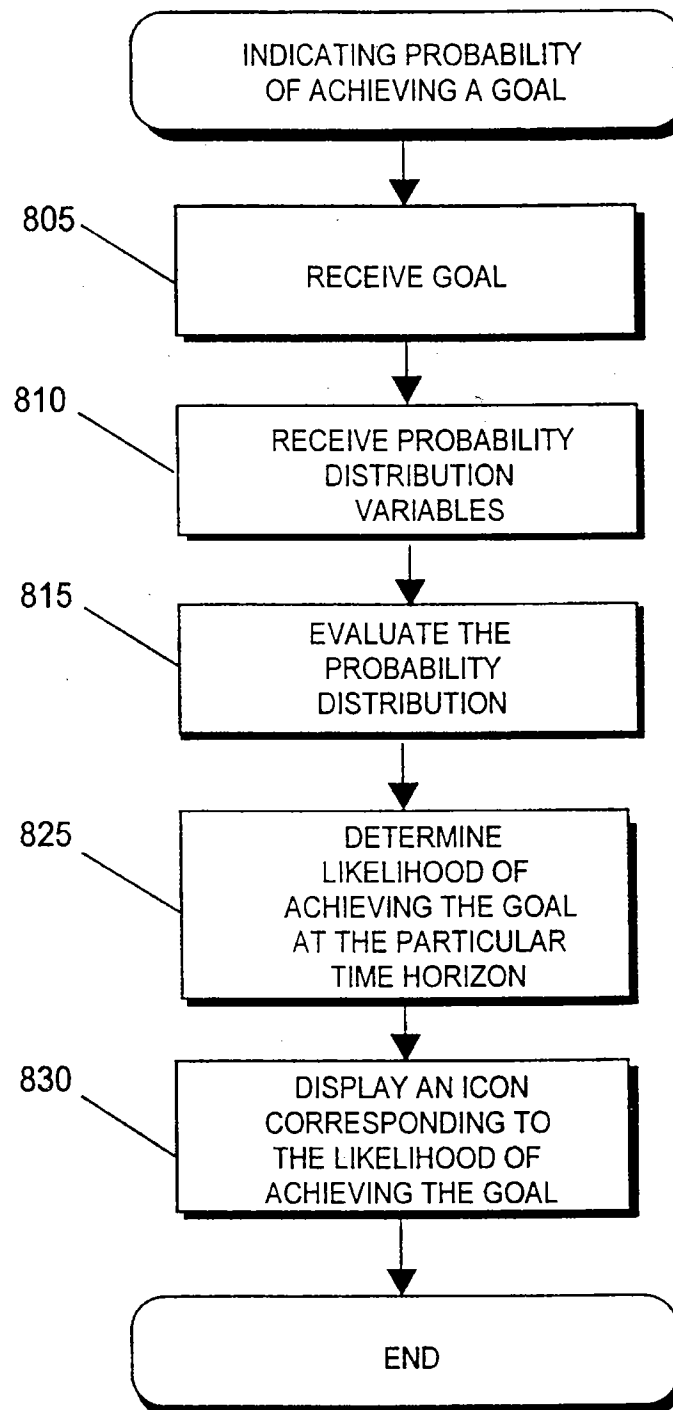 INDICATING PROBABILITY
OF ACHIEVING A GOAL
805
RECEIVE GOAL
810
RECEIVE PROBABILITY
DISTRIBUTION
VARIABLES
815
EVALUATE THE
PROBABILITY
DISTRIBUTION
825
DETERMINE
LIKELIHOOD OF
ACHIEVING THE GOAL
AT THE PARTICULAR
TIME HORIZON
830
DISPLAY AN ICON
CORRESPONDING TO
THE LIKELIHOOD OF
ACHIEVING THE GOAL
END